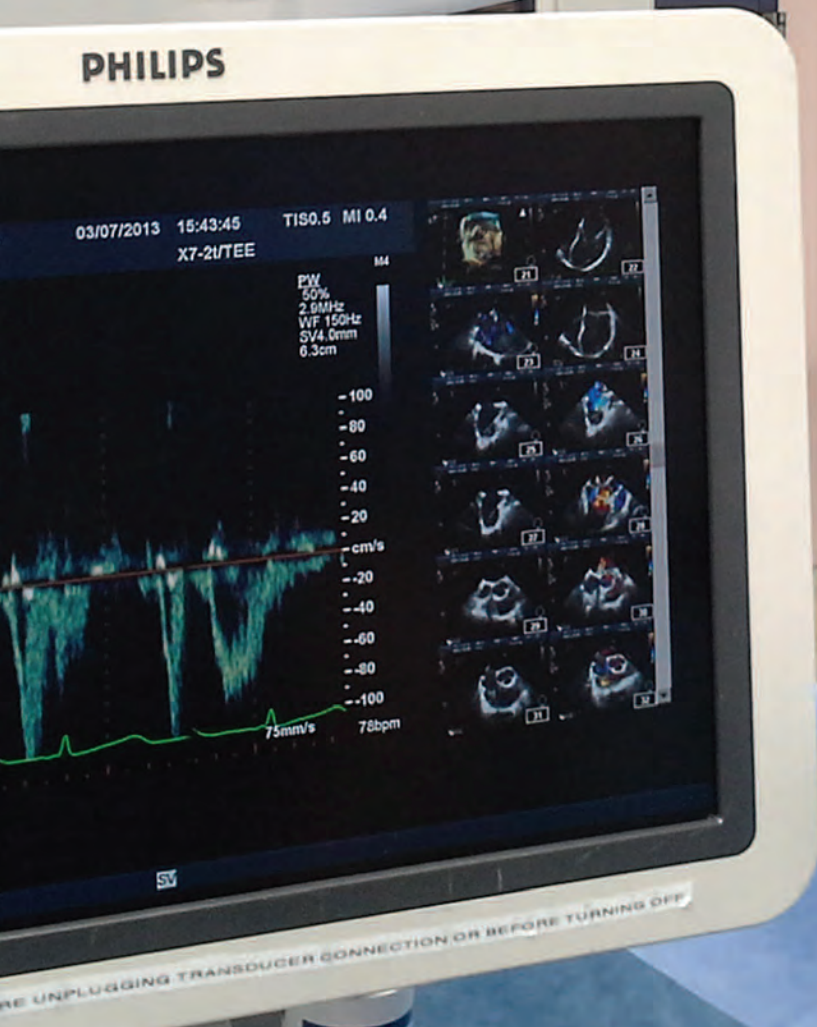 PHILIPS
03/07/2013 15:43:45 TIS0.5 MI 0.4
X7-2t/TEE
M4
PW
50%
2.9MHz
WF 150Hz
SV4.0mm
6.3cm
100
80
60
40
20
cm/s
-20
-40
-60
-80
-100
75mm/s 78bpm
21 22
23 24
25 26
27 28
29 30
31 32
SV
RE UNPLUGGING TRANSDUCER CONNECTION OR BEFORE TURNING OFF